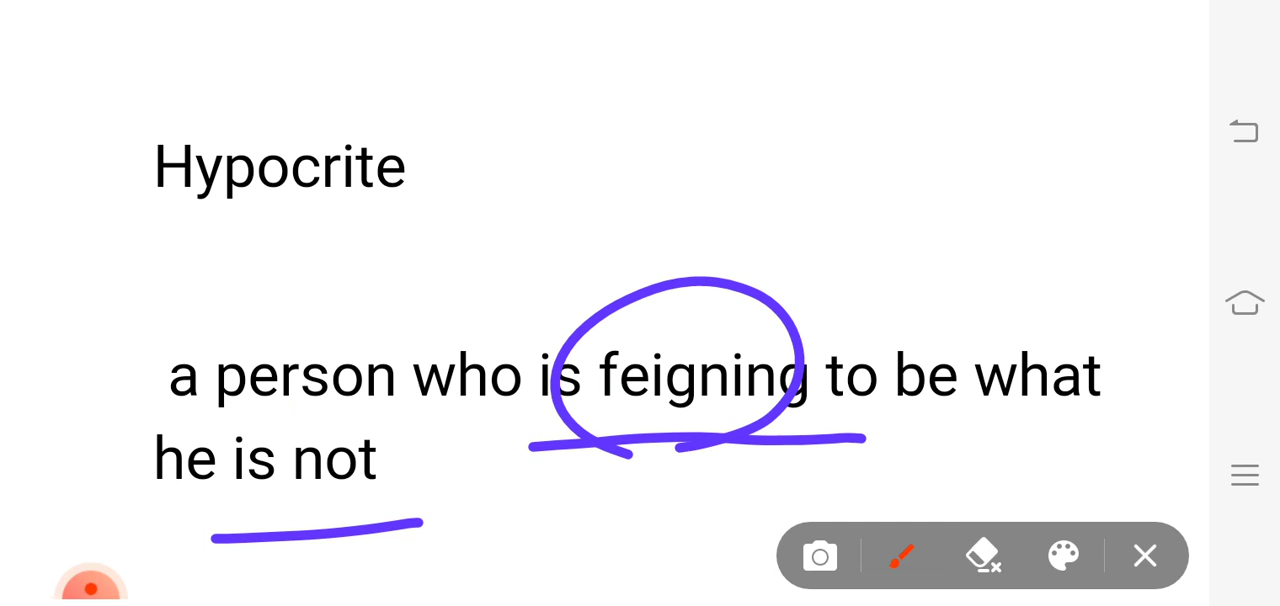 Hypocrite
a person who is feigning to be what
he is not